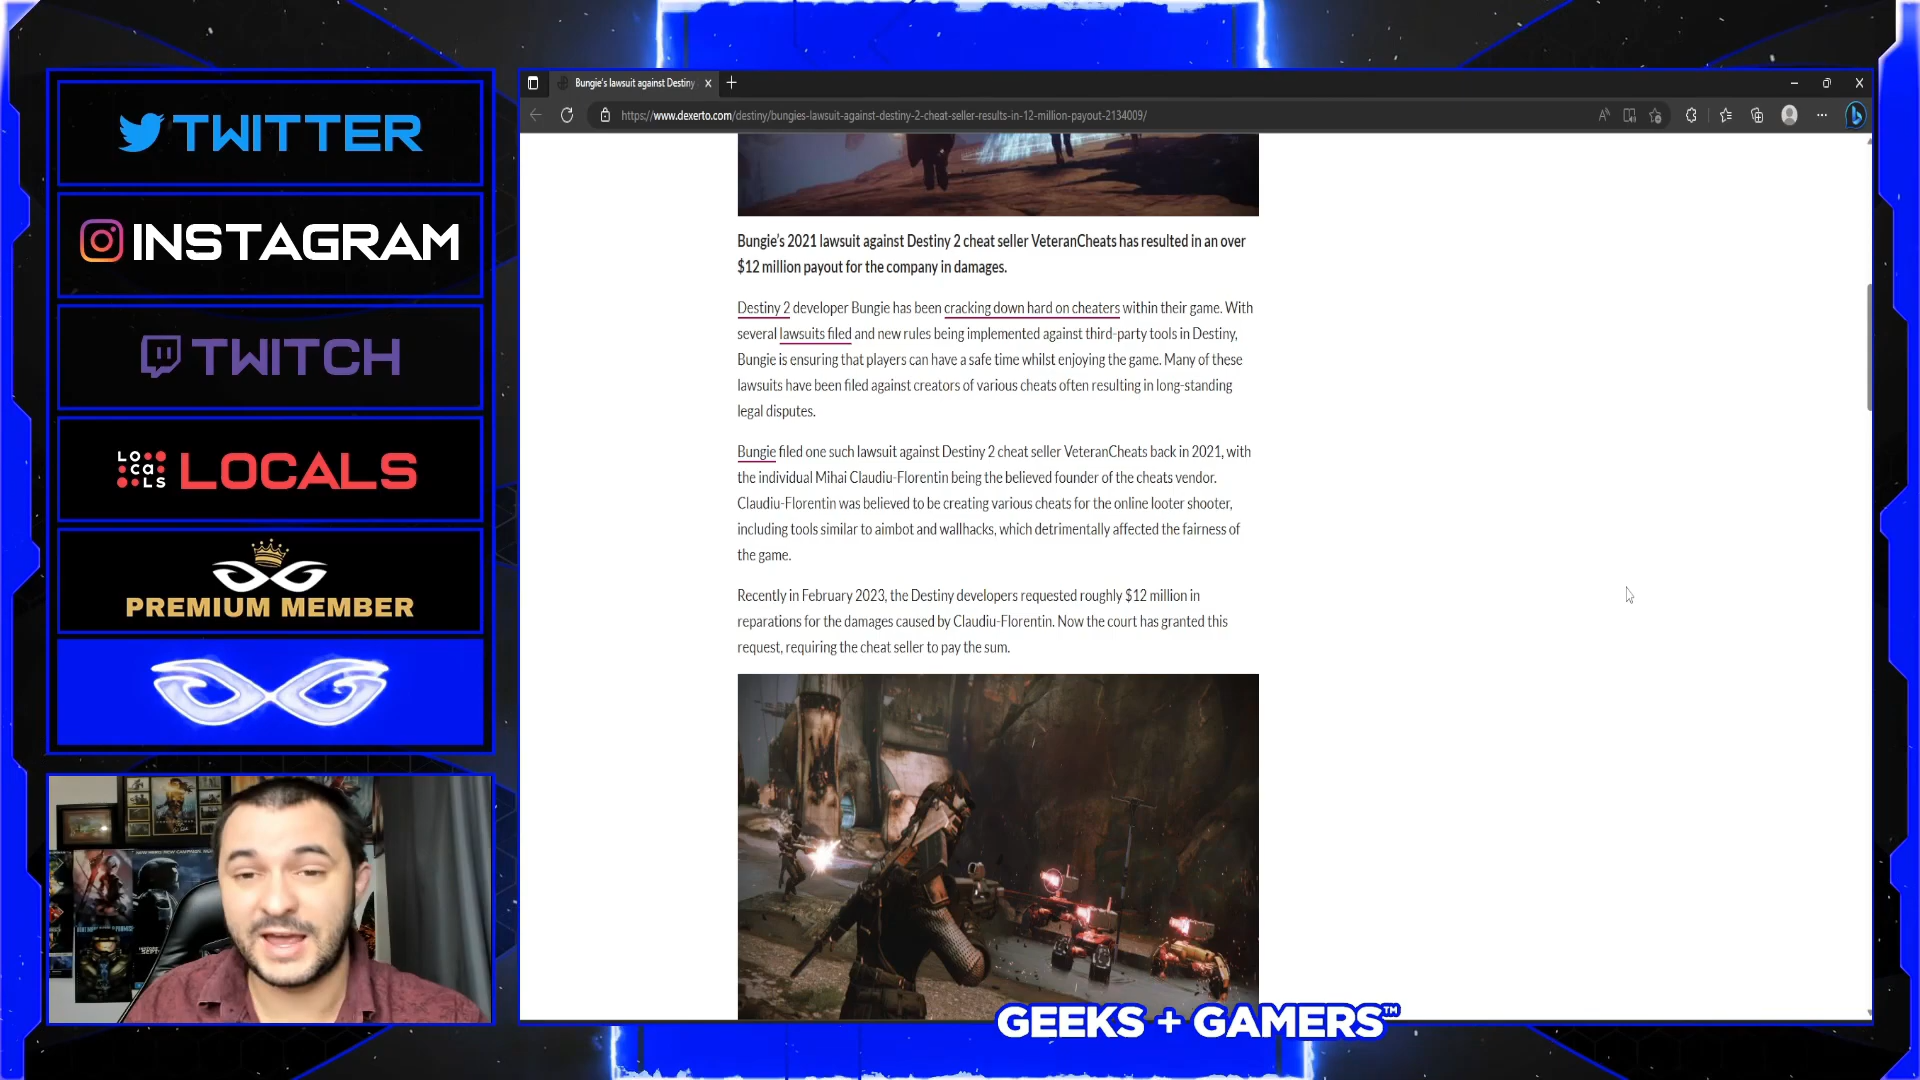 TWITTER
INSTAGRAM
TWITCH
LOCALS
LOCALS
PREMIUM MEMBER
Bungie's lawsuit against Destiny
https://www.dexerto.com/destiny/bungies-lawsuit-against-destiny-2-cheat-seller-results-in-12-million-payout-2134009/
Bungie's 2021 lawsuit against Destiny 2 cheat seller VeteranCheats has resulted in an over
$12 million payout for the company in damages.
Destiny 2 developer Bungie has been cracking down hard on cheaters within their game. With
several lawsuits filed and new rules being implemented against third-party tools in Destiny,
Bungie is ensuring that players can have a safe time whilst enjoying the game. Many of these
lawsuits have been filed against creators of various cheats often resulting in long-standing
legal disputes.
Bungie filed one such lawsuit against Destiny 2 cheat seller VeteranCheats back in 2021, with
the individual Mihai Claudiu-Florentin being the believed founder of the cheats vendor.
Claudiu-Florentin was believed to be creating various cheats for the online looter shooter,
including tools similar to aimbot and wallhacks, which detrimentally affected the fairness of
the game.
Recently in February 2023, the Destiny developers requested roughly $12 million in
reparations for the damages caused by Claudiu-Florentin. Now the court has granted this
request, requiring the cheat seller to pay the sum.
GEEKS + GAMERS™